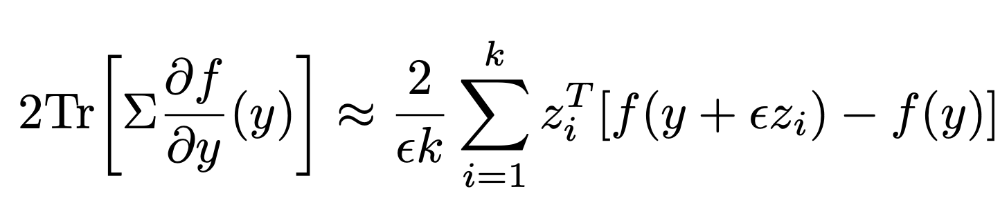 2Tr[Σ ∂f/∂y (y)] ≈ 2/(ϵk) ∑_{i=1}^{k} z_i^T [f(y + ϵz_i) − f(y)]